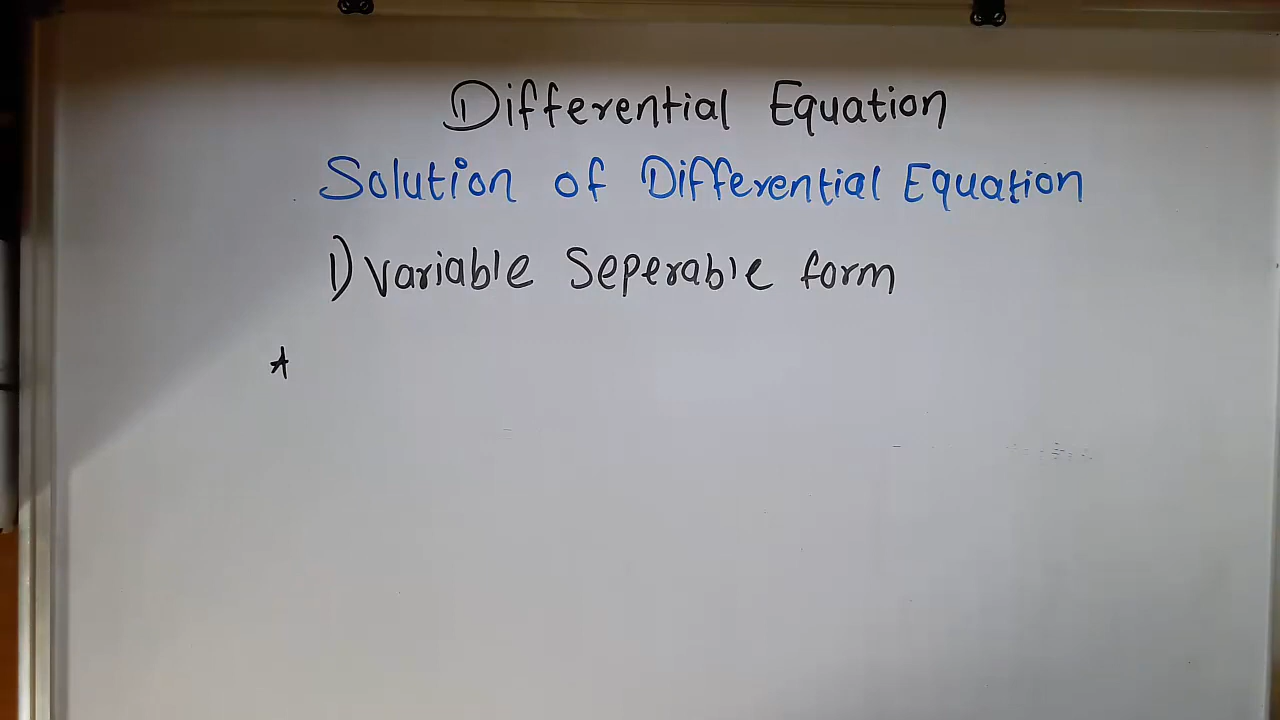 Differential Equation
Solution of Differential Equation
1) Variable Seperable form
*